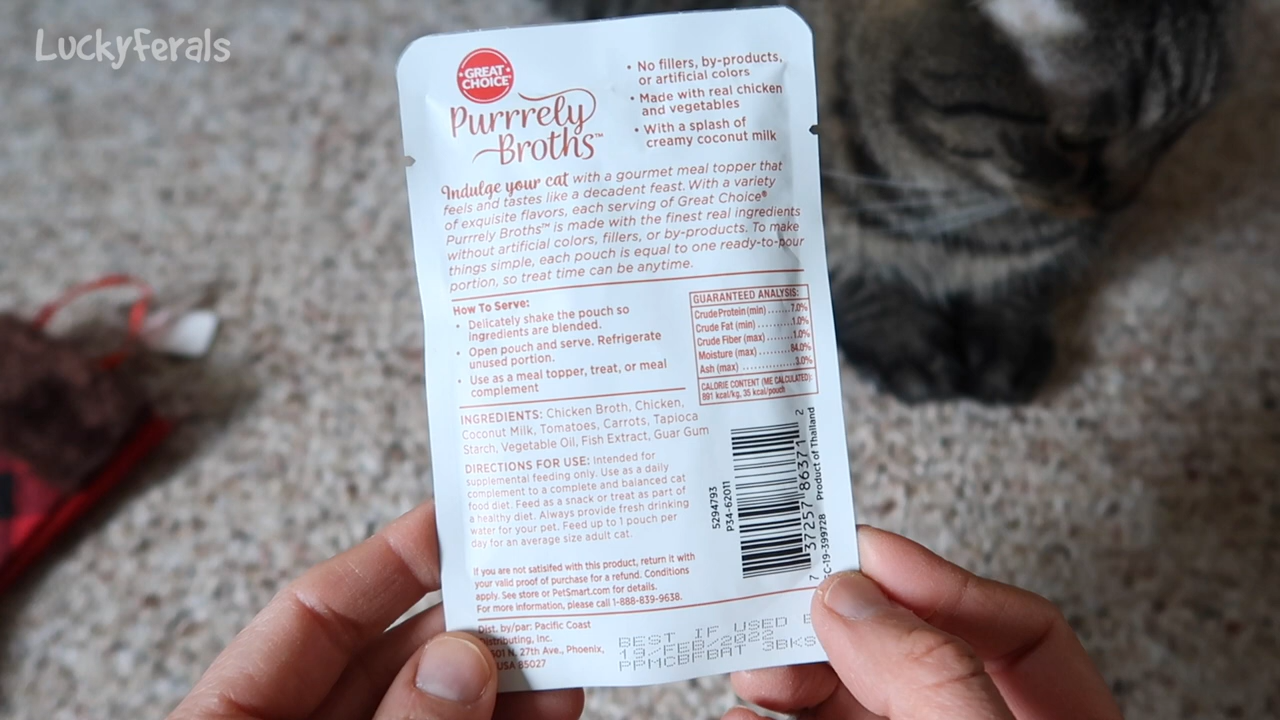 LuckyFerals
GREAT
CHOICE®
Purrrely
Broths™
• No fillers, by-products,
or artificial colors
• Made with real chicken
and vegetables
• With a splash of
creamy coconut milk
Indulge your cat with a gourmet meal topper that
feels and tastes like a decadent feast. With a variety
of exquisite flavors, each serving of Great Choice®
Purrrely Broths™ is made with the finest real ingredients
without artificial colors, fillers, or by-products. To make
things simple, each pouch is equal to one ready-to-pour
portion, so treat time can be anytime.
How To Serve:
• Delicately shake the pouch so
ingredients are blended.
• Open pouch and serve. Refrigerate
unused portion.
• Use as a meal topper, treat, or meal
complement
GUARANTEED ANALYSIS:
Crude Protein (min) .......7.0%
Crude Fat (min) ..........1.0%
Crude Fiber (max) .......1.0%
Moisture (max) .........84.0%
Ash (max) ...............3.0%
CALORIE CONTENT (ME CALCULATED):
891 kcal/kg, 35 kcal/pouch
INGREDIENTS: Chicken Broth, Chicken,
Coconut Milk, Tomatoes, Carrots, Tapioca
Starch, Vegetable Oil, Fish Extract, Guar Gum
DIRECTIONS FOR USE: Intended for
supplemental feeding only. Use as a daily
complement to a complete and balanced cat
food diet. Feed as a snack or treat as part of
a healthy diet. Always provide fresh drinking
water for your pet. Feed up to 1 pouch per
day for an average size adult cat.
5294793
P34-62011
7 37257 86371 2
Product of Thailand
C-19-399728
If you are not satisifed with this product, return it with
your valid proof of purchase for a refund. Conditions
apply. See store or PetSmart.com for details.
For more information, please call 1-888-839-9638.
Dist. by/par: Pacific Coast
Distributing, Inc.
601 N. 27th Ave., Phoenix,
USA 85027
BEST IF USED B
19/FEB/2022
PPMCBFBAT 3BKS